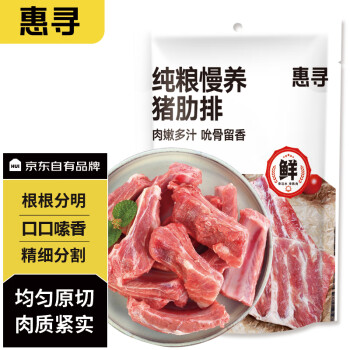 惠寻
HUI 京东自有品牌
根根分明
口口嗦香
精细分割
均匀原切
肉质紧实
纯粮慢养
猪肋排
肉嫩多汁 吮骨留香
惠寻
鲜